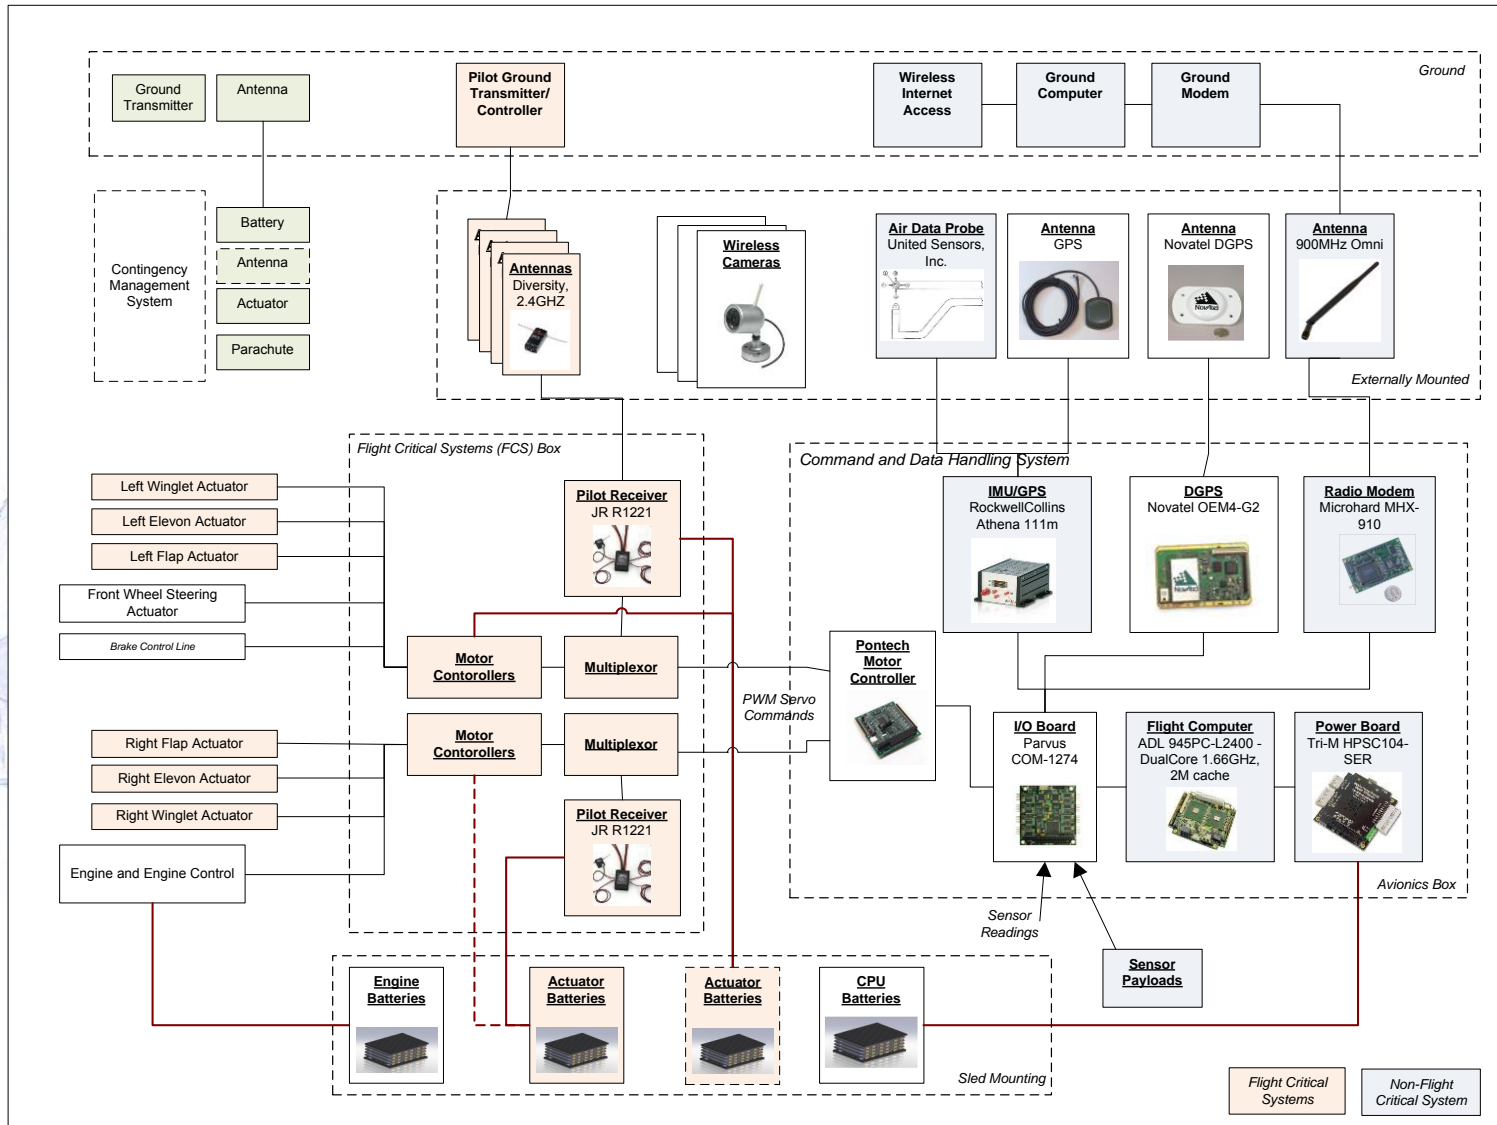 Ground
Ground
Transmitter
Antenna
Pilot Ground
Transmitter/
Controller
Wireless
Internet
Access
Ground
Computer
Ground
Modem
Contingency
Management
System
Battery
Antenna
Actuator
Parachute
Antennas
Diversity,
2.4GHZ
Wireless
Cameras
Air Data Probe
United Sensors,
Inc.
Antenna
GPS
Antenna
Novatel DGPS
Antenna
900MHz Omni
Externally Mounted
Flight Critical Systems (FCS) Box
Command and Data Handling System
Left Winglet Actuator
Left Elevon Actuator
Left Flap Actuator
Front Wheel Steering
Actuator
Brake Control Line
Right Flap Actuator
Right Elevon Actuator
Right Winglet Actuator
Engine and Engine Control
Pilot Receiver
JR R1221
Motor
Contorollers
Multiplexor
Motor
Contorollers
Multiplexor
Pilot Receiver
JR R1221
PWM Servo
Commands
IMU/GPS
RockwellCollins
Athena 111m
DGPS
Novatel OEM4-G2
Radio Modem
Microhard MHX-
910
Pontech
Motor
Controller
I/O Board
Parvus
COM-1274
Flight Computer
ADL 945PC-L2400 -
DualCore 1.66GHz,
2M cache
Power Board
Tri-M HPSC104-
SER
Avionics Box
Sensor
Readings
Sensor
Payloads
Engine
Batteries
Actuator
Batteries
Actuator
Batteries
CPU
Batteries
Sled Mounting
Flight Critical
Systems
Non-Flight
Critical System